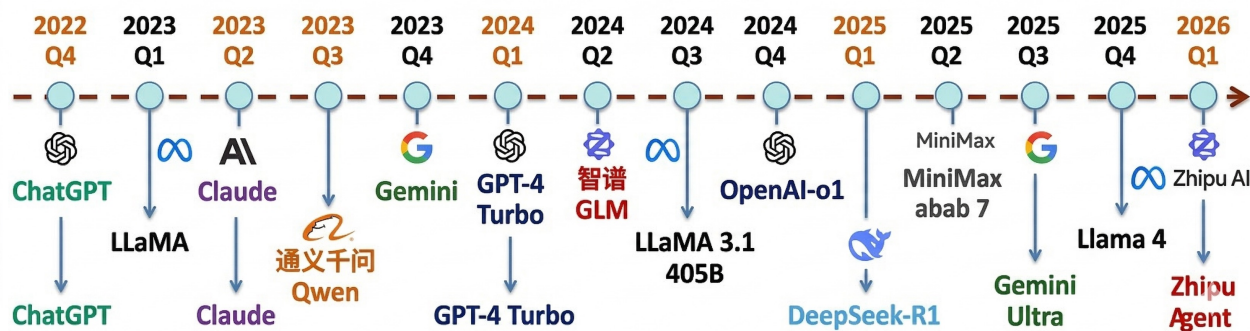 2022 Q4
2023 Q1
2023 Q2
2023 Q3
2023 Q4
2024 Q1
2024 Q2
2024 Q3
2024 Q4
2025 Q1
2025 Q2
2025 Q3
2025 Q4
2026 Q1
ChatGPT
ChatGPT
LLaMA
Claude
Claude
通义千问
Qwen
Gemini
GPT-4
Turbo
GPT-4 Turbo
智谱
GLM
LLaMA 3.1
405B
OpenAI-o1
DeepSeek-R1
MiniMax
MiniMax
abab 7
Gemini
Ultra
Llama 4
Zhipu AI
Zhipu
Agent